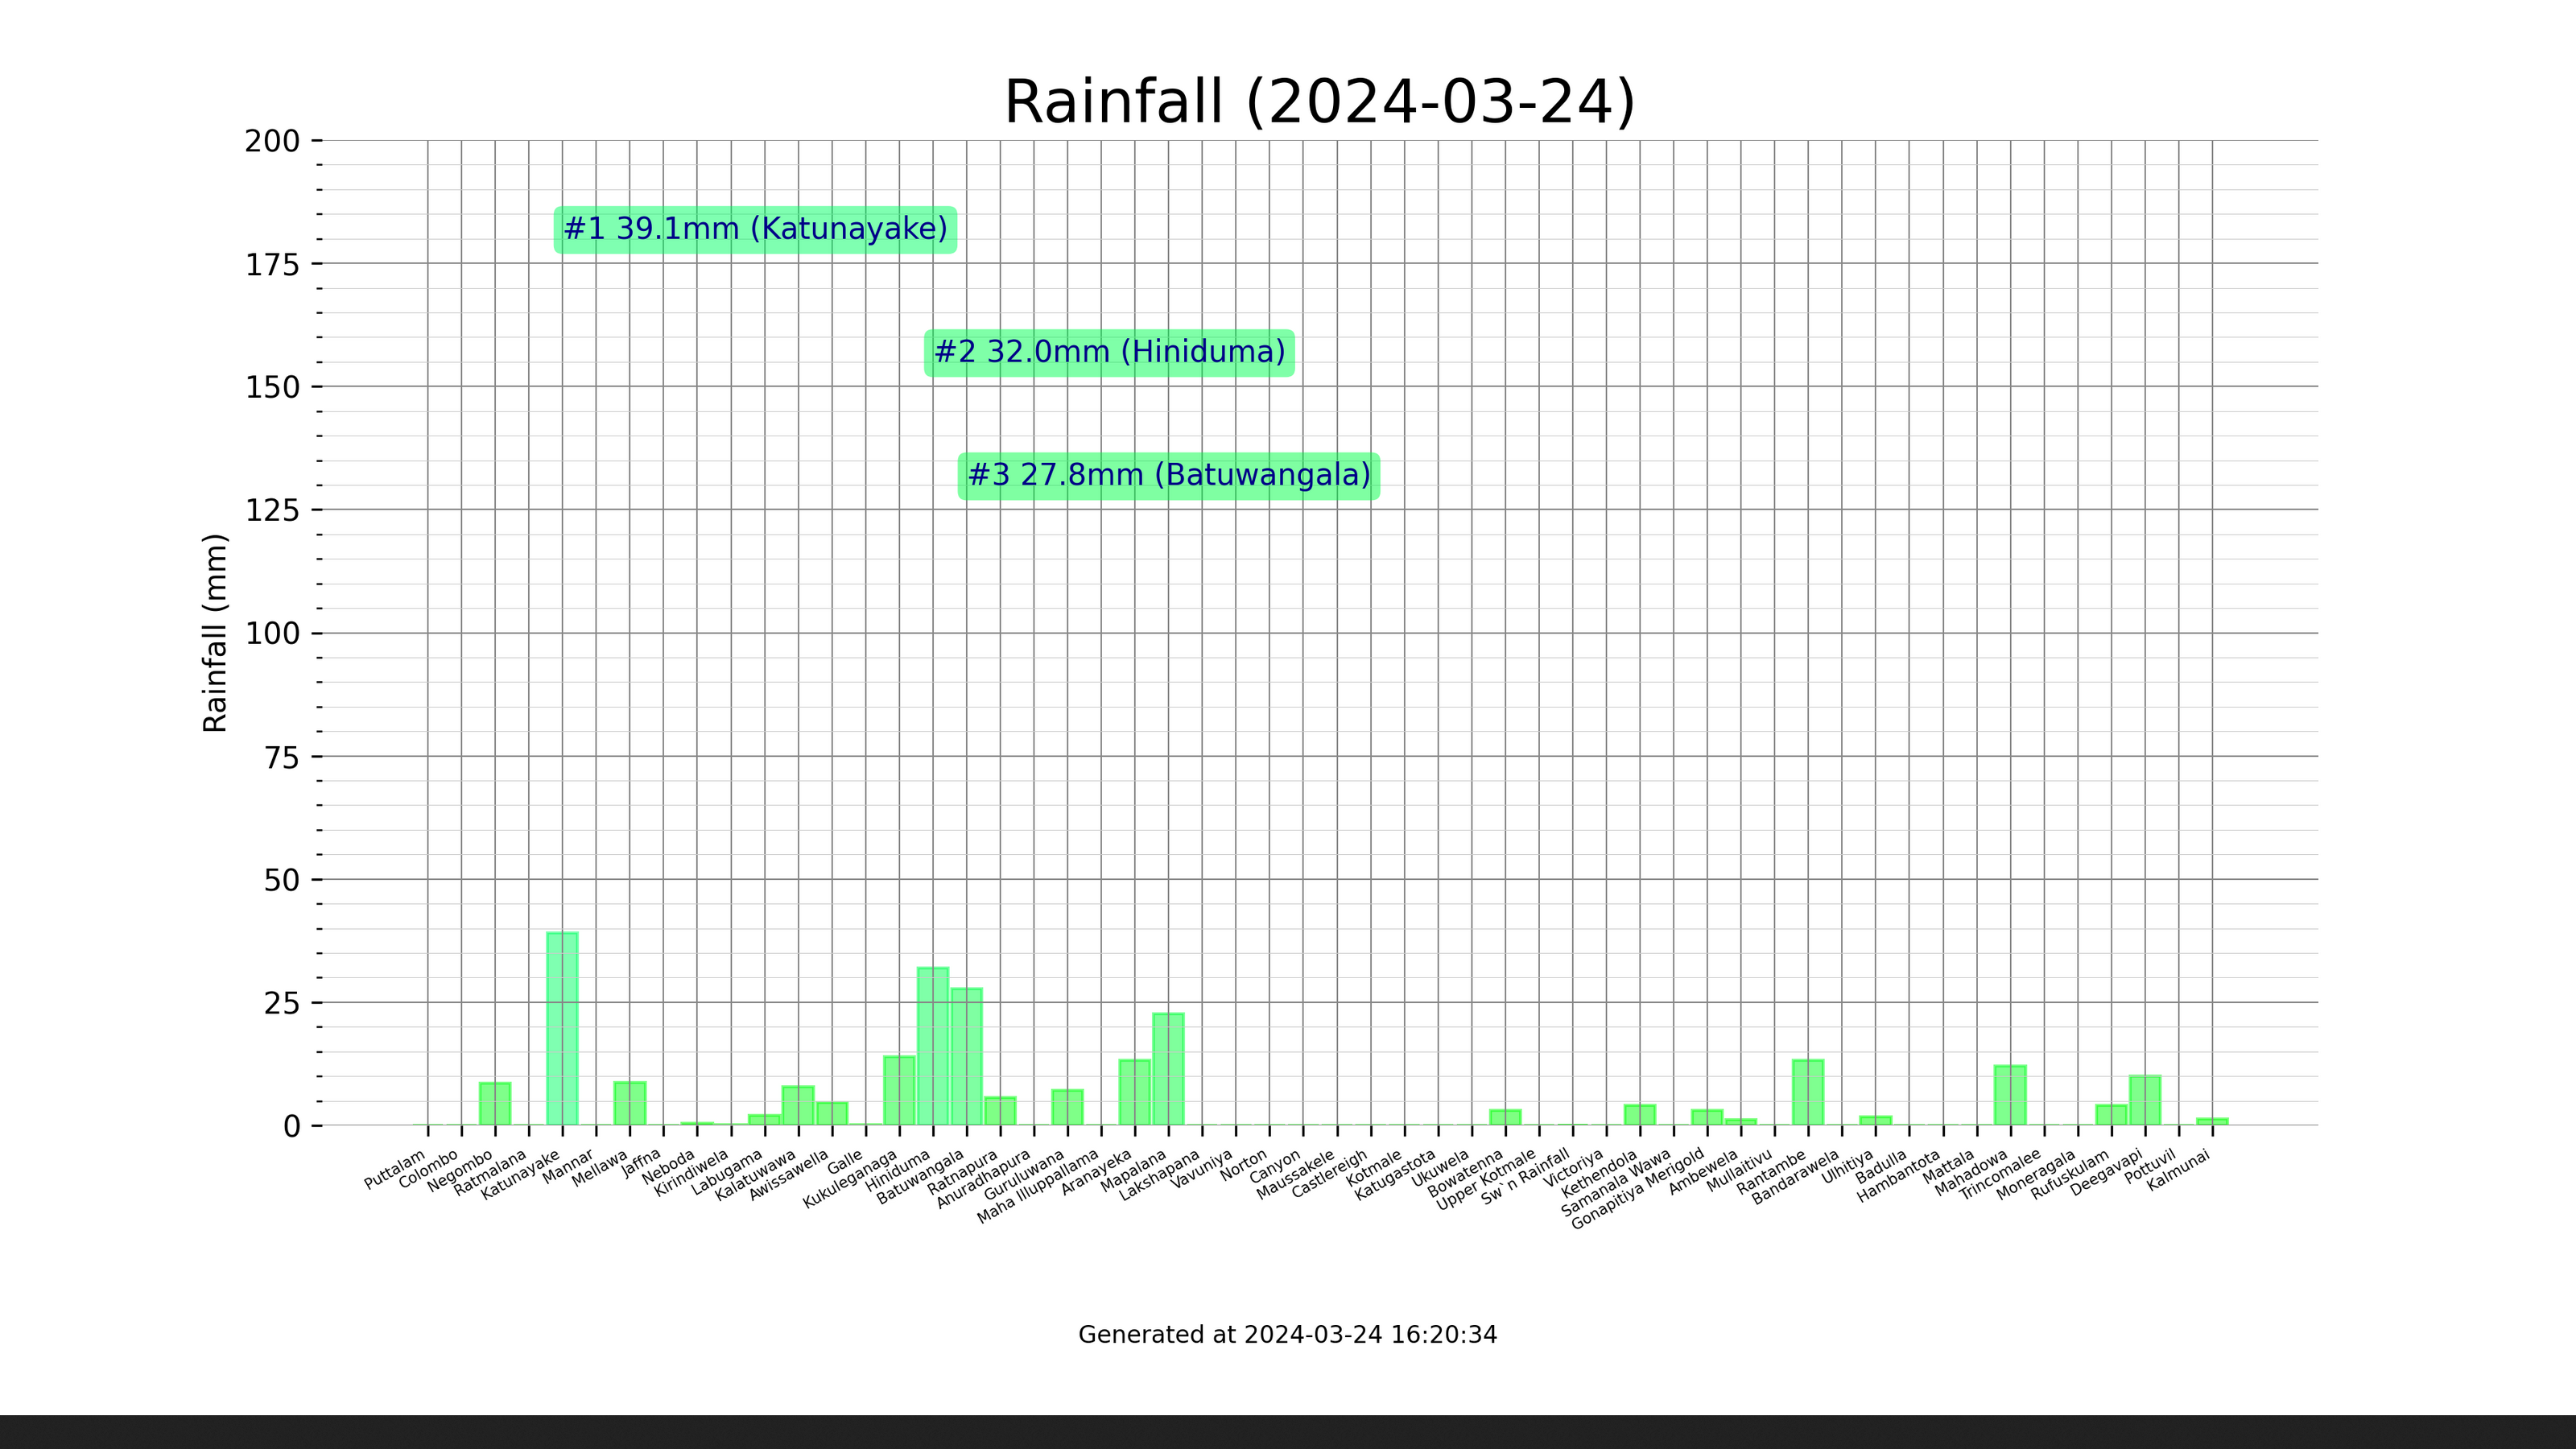 Rainfall (2024-03-24)
200
175
150
125
100
75
50
25
0
Rainfall (mm)
#1 39.1mm (Katunayake)
#2 32.0mm (Hiniduma)
#3 27.8mm (Batuwangala)
Puttalam
Colombo
Negombo
Ratmalana
Katunayake
Mannar
Mellawa
Jaffna
Neboda
Kirindiwela
Labugama
Kalatuwawa
Awissawella
Galle
Kukuleganaga
Hiniduma
Batuwangala
Ratnapura
Anuradhapura
Guruluwana
Maha Illuppallama
Aranayeka
Mapalana
Lakshapana
Vavuniya
Norton
Canyon
Maussakele
Castlereigh
Kotmale
Katugastota
Ukuwela
Bowatenna
Upper Kotmale
Sw`n Rainfall
Victoriya
Kethendola
Samanala Wawa
Gonapitiya Merigold
Ambewela
Mullaitivu
Rantambe
Bandarawela
Ulhitiya
Badulla
Hambantota
Mattala
Mahadowa
Trincomalee
Moneragala
Rufuskulam
Deegavapi
Pottuvil
Kalmunai
Generated at 2024-03-24 16:20:34